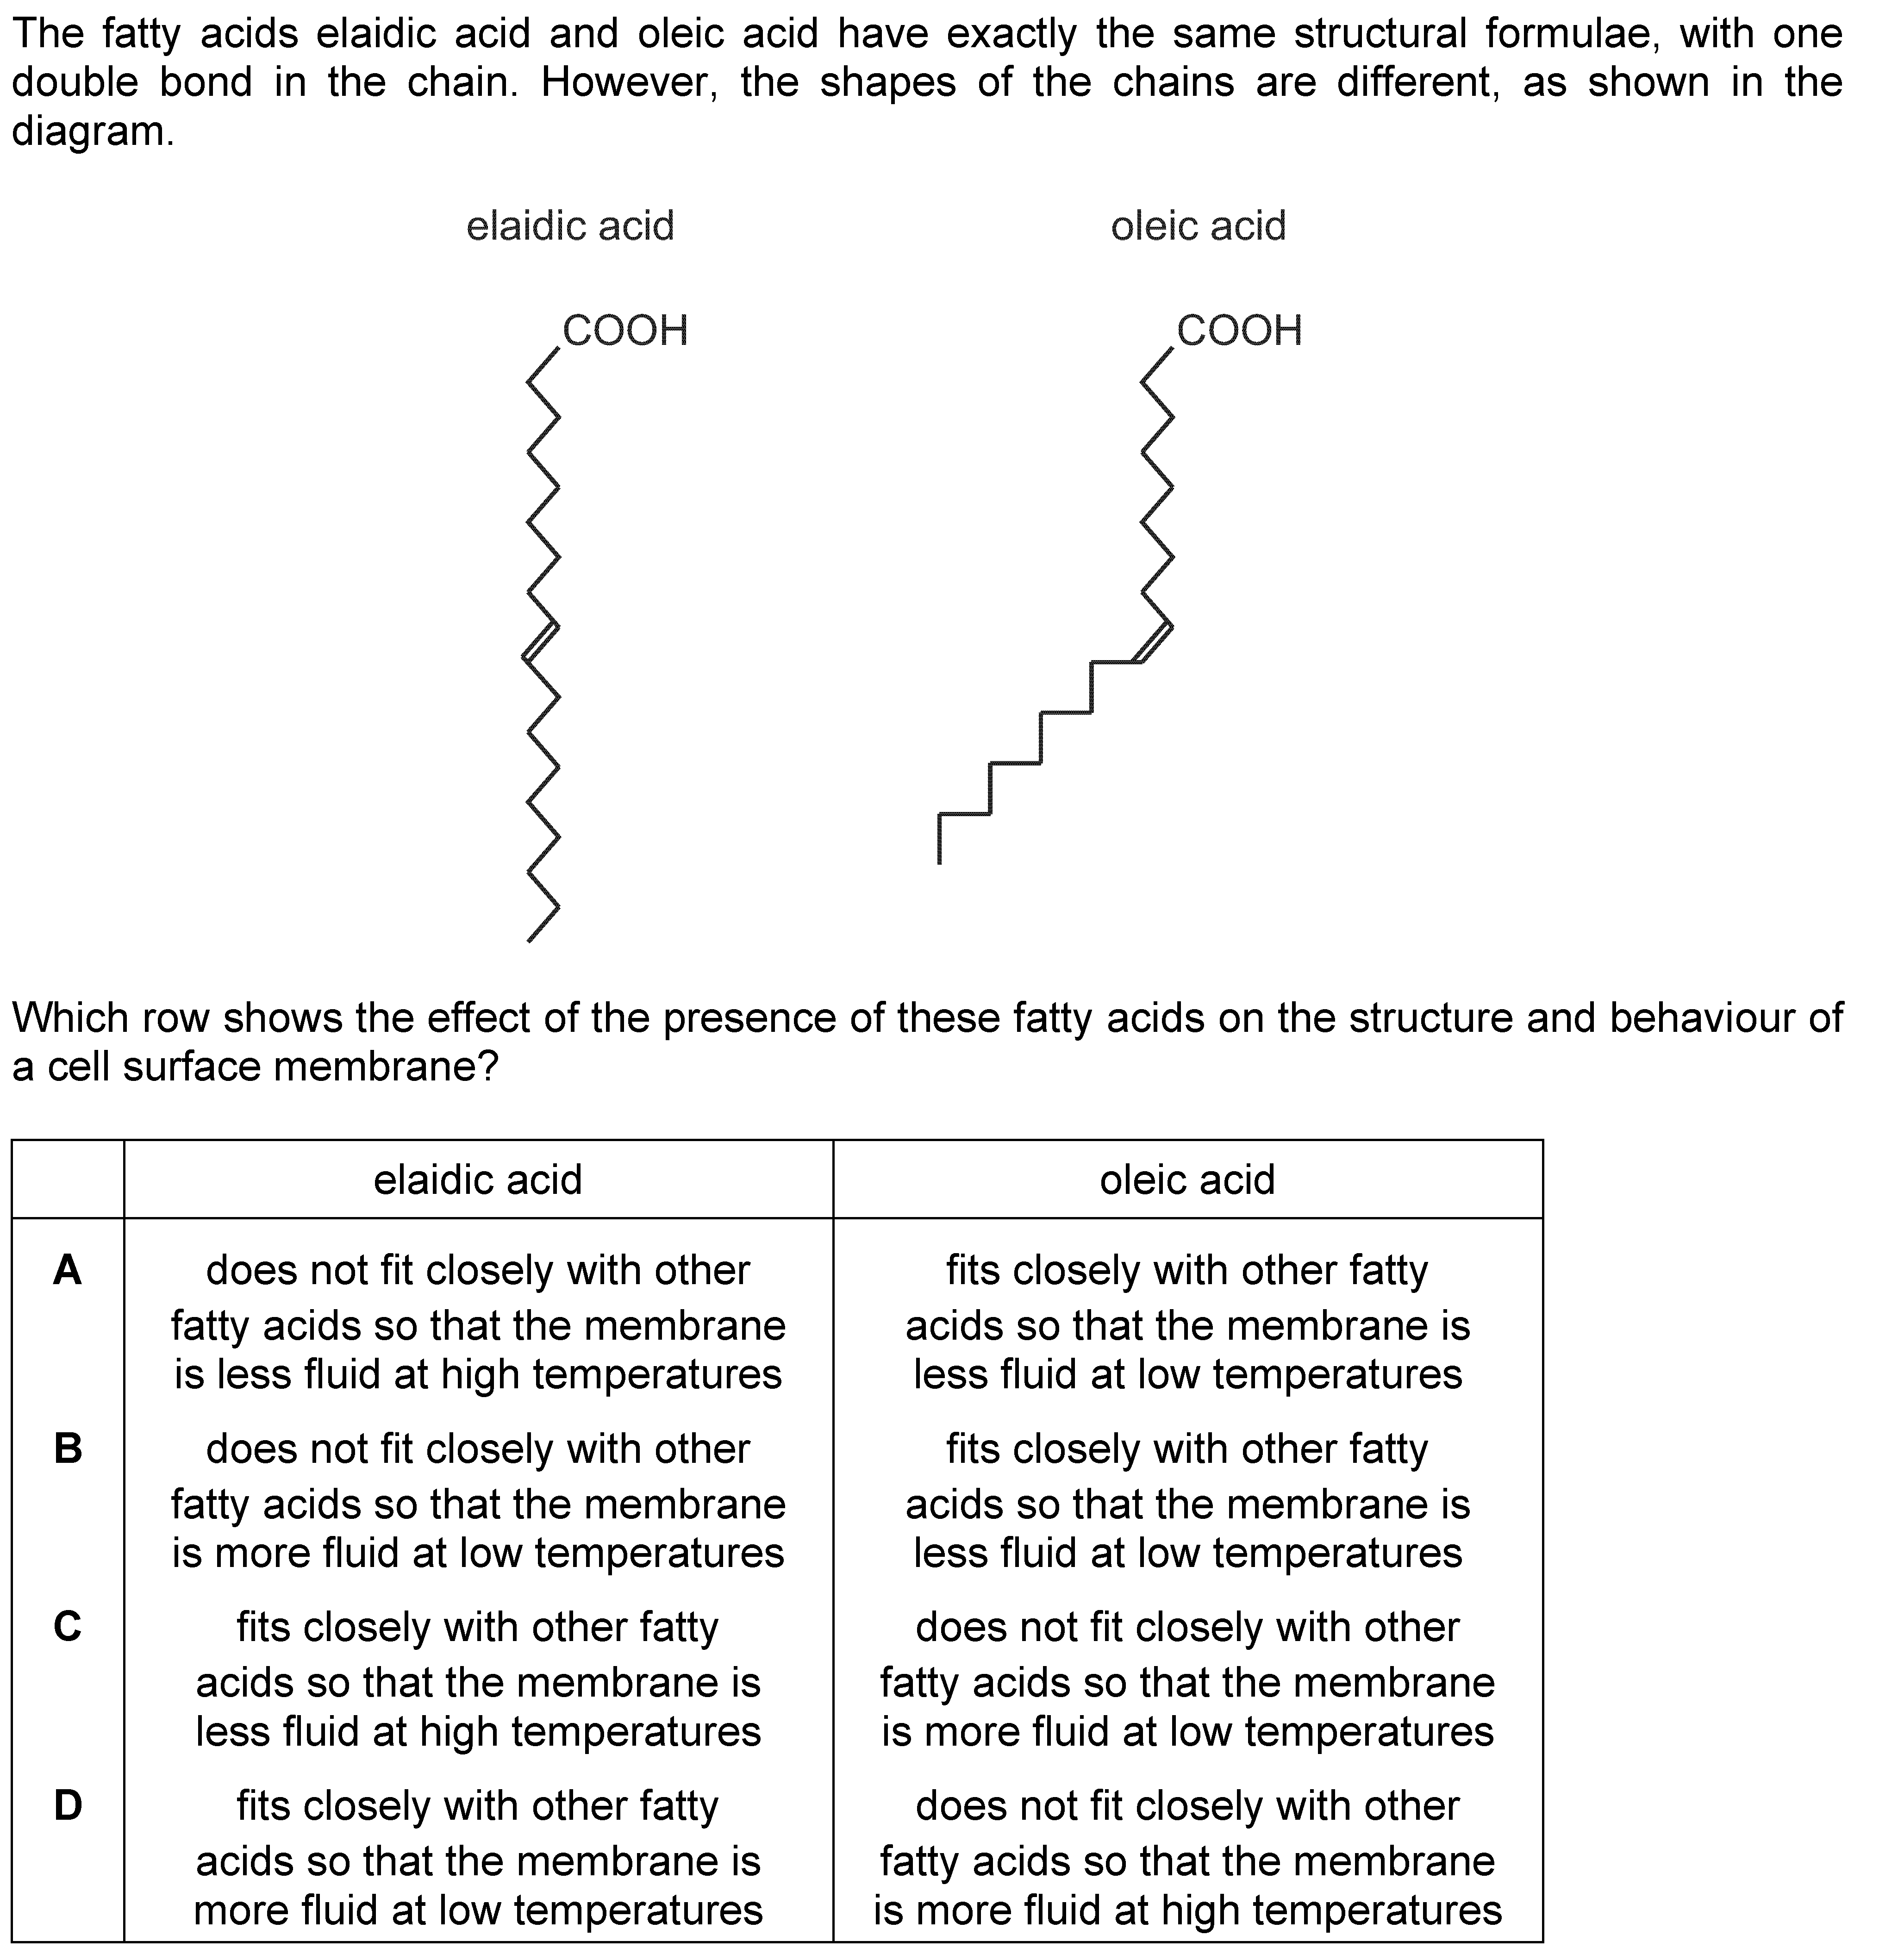 The fatty acids elaidic acid and oleic acid have exactly the same structural formulae, with one
double bond in the chain. However, the shapes of the chains are different, as shown in the
diagram.
elaidic acid
oleic acid
COOH
COOH
Which row shows the effect of the presence of these fatty acids on the structure and behaviour of
a cell surface membrane?
elaidic acid
oleic acid
A
does not fit closely with other
fatty acids so that the membrane
is less fluid at high temperatures
fits closely with other fatty
acids so that the membrane is
less fluid at low temperatures
B
does not fit closely with other
fatty acids so that the membrane
is more fluid at low temperatures
fits closely with other fatty
acids so that the membrane is
less fluid at low temperatures
C
fits closely with other fatty
acids so that the membrane is
less fluid at high temperatures
does not fit closely with other
fatty acids so that the membrane
is more fluid at low temperatures
D
fits closely with other fatty
acids so that the membrane is
more fluid at low temperatures
does not fit closely with other
fatty acids so that the membrane
is more fluid at high temperatures